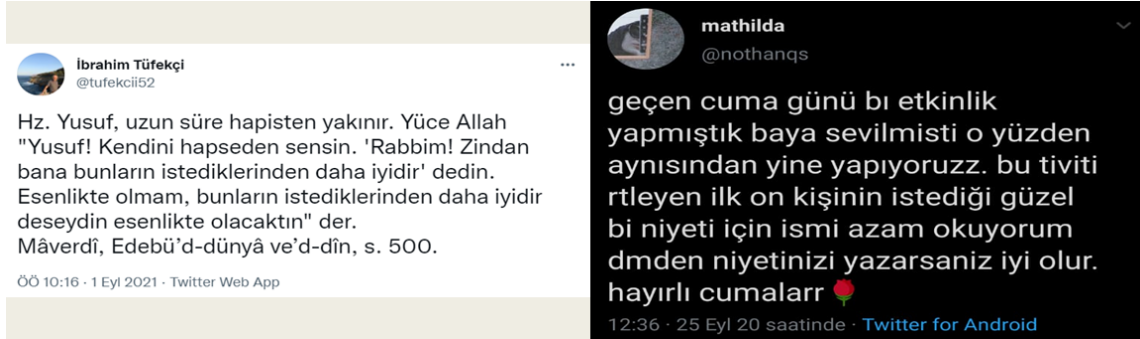 İbrahim Tüfekçi
@tufekcii52
Hz. Yusuf, uzun süre hapisten yakınır. Yüce Allah
"Yusuf! Kendini hapseden sensin. 'Rabbim! Zindan
bana bunların istediklerinden daha iyidir' dedin.
Esenlikte olmam, bunların istediklerinden daha iyidir
deseydin esenlikte olacaktın" der.
Mâverdî, Edebü’d-dünyâ ve’d-dîn, s. 500.
ÖÖ 10:16 · 1 Eyl 2021 · Twitter Web App
mathilda
@nothanqs
geçen cuma günü bı etkinlik
yapmıştık baya sevilmisti o yüzden
aynısından yine yapıyoruzz. bu tiviti
rtleyen ilk on kişinin istediği güzel
bi niyeti için ismi azam okuyorum
dmden niyetinizi yazarsaniz iyi olur.
hayırlı cumalarr 🌹
12:36 · 25 Eyl 20 saatinde · Twitter for Android